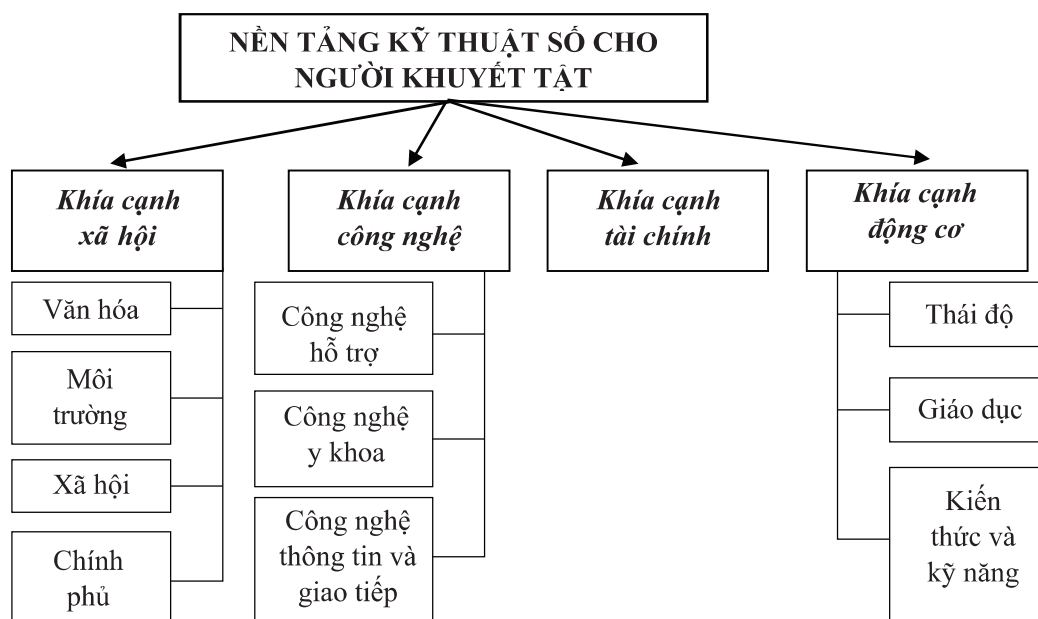 NỀN TẢNG KỸ THUẬT SỐ CHO
NGƯỜI KHUYẾT TẬT
Khía cạnh
xã hội
Văn hóa
Môi
trường
Xã hội
Chính
phủ
Khía cạnh
công nghệ
Công nghệ
hỗ trợ
Công nghệ
y khoa
Công nghệ
thông tin và
giao tiếp
Khía cạnh
tài chính
Khía cạnh
động cơ
Thái độ
Giáo dục
Kiến
thức và
kỹ năng